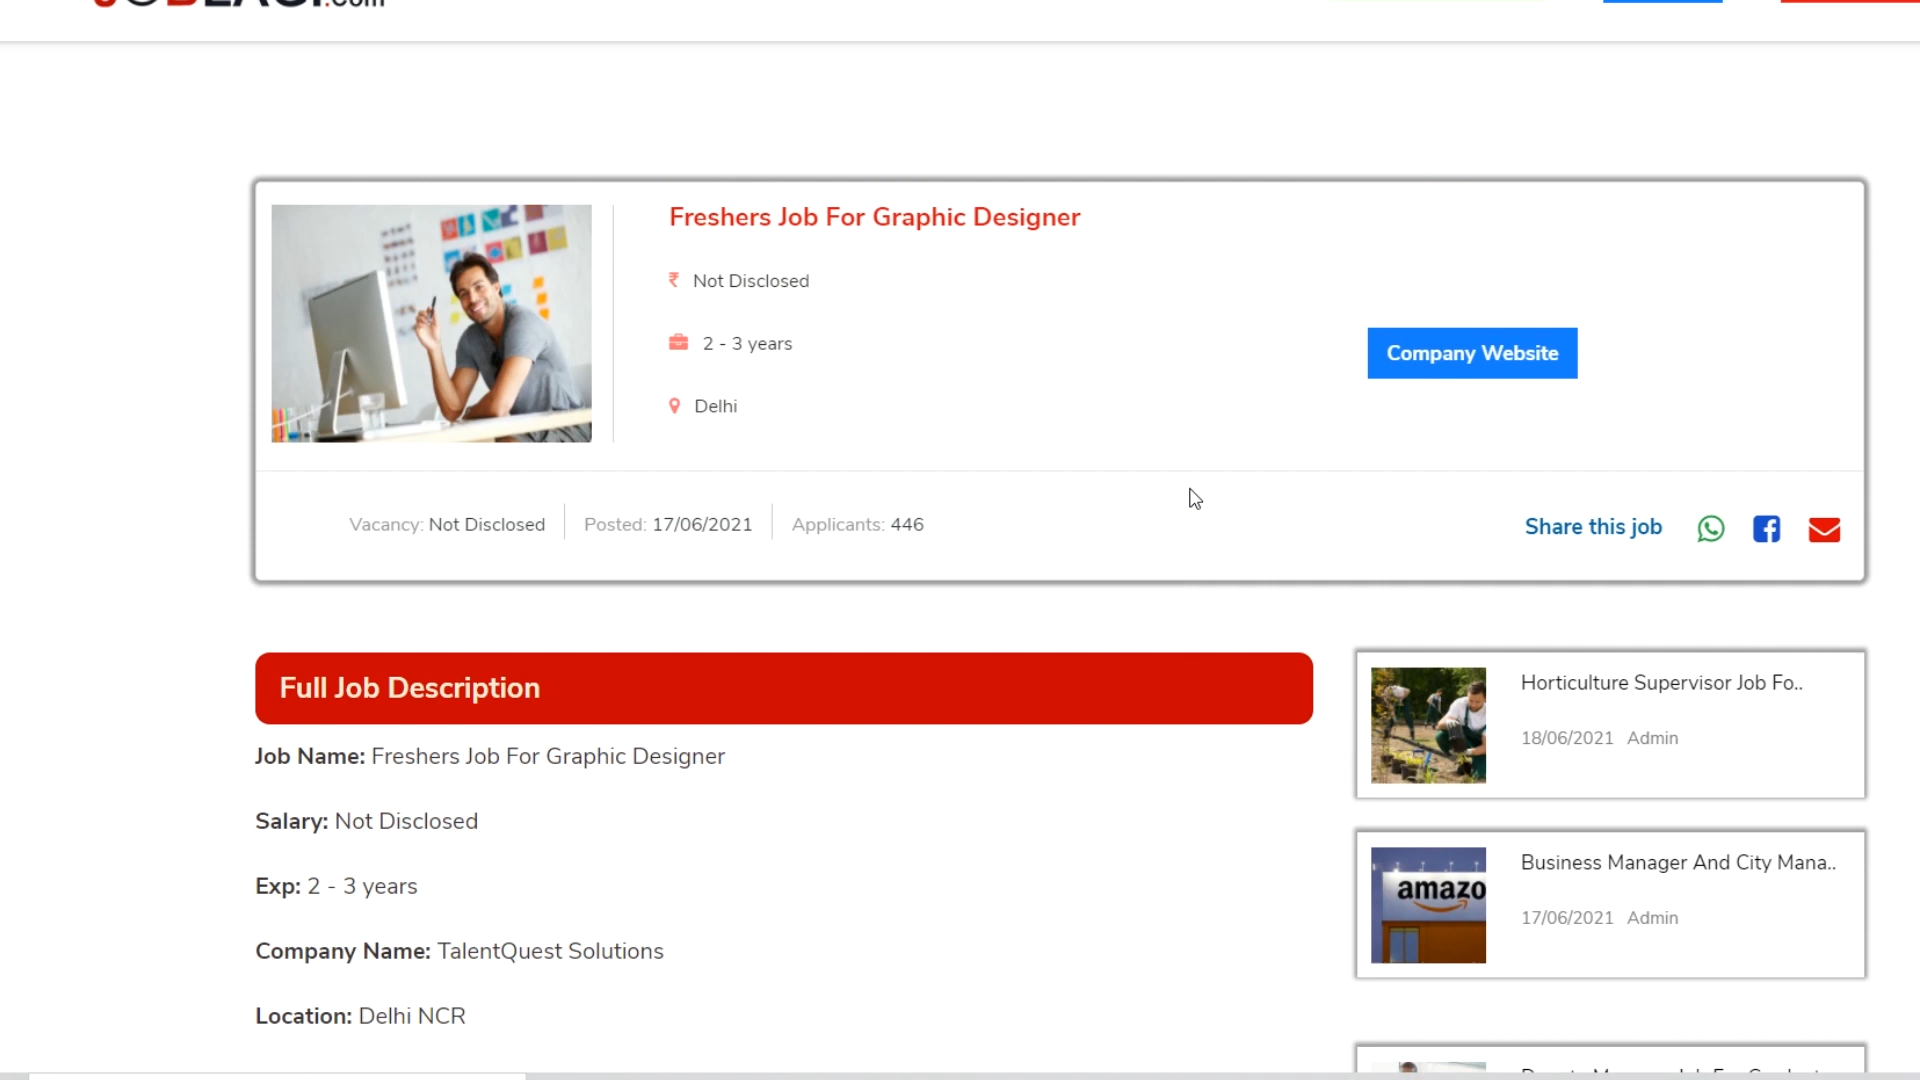 .com
Freshers Job For Graphic Designer
₹ Not Disclosed
2 - 3 years
Company Website
Delhi
Vacancy: Not Disclosed
Posted: 17/06/2021
Applicants: 446
Share this job
Full Job Description
Job Name: Freshers Job For Graphic Designer
Salary: Not Disclosed
Exp: 2 - 3 years
Company Name: TalentQuest Solutions
Location: Delhi NCR
Horticulture Supervisor Job Fo..
18/06/2021 Admin
amazo
Business Manager And City Mana..
17/06/2021 Admin